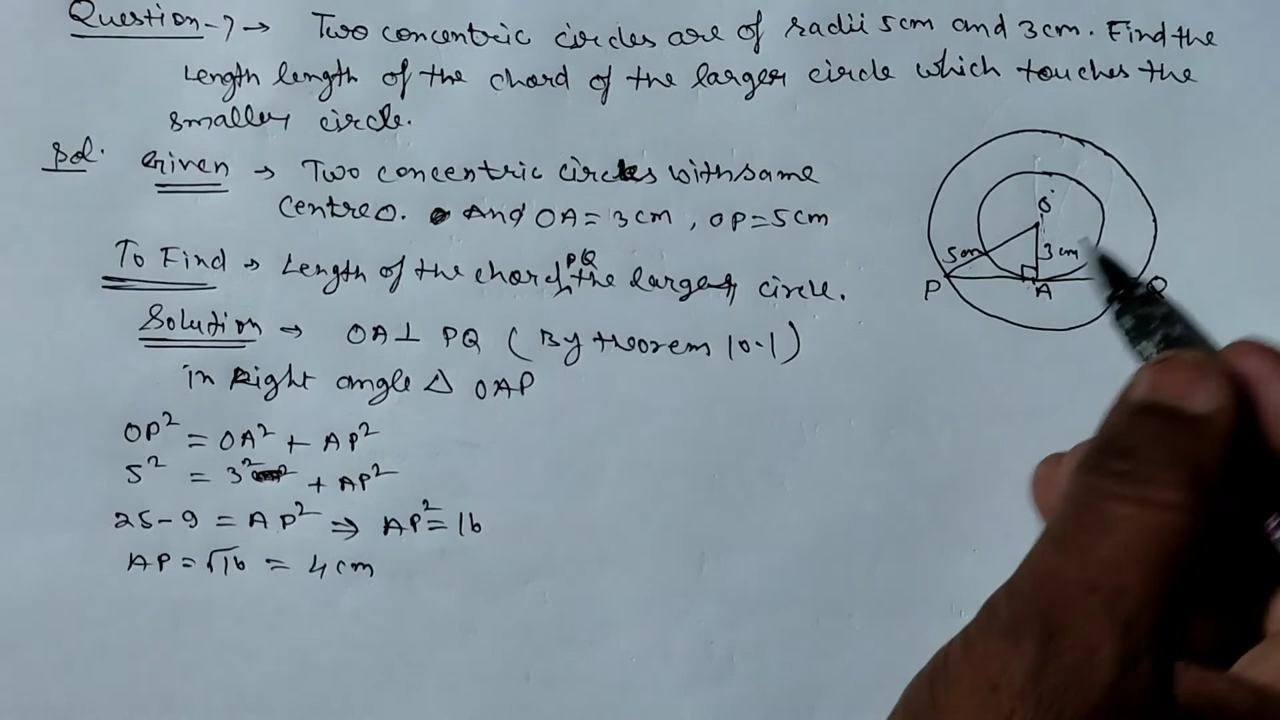 Question-7 → Two concentric circles are of radii 5cm and 3cm. Find the
Length length of the chord of the larger circle which touches the
smaller circle.
Sol. Given → Two concentric circles with same
centre O. And OA = 3cm, OP = 5cm
To Find → Length of the chord PQ the larger circle.
Solution → OA ⊥ PQ (By theorem 10.1)
in Right angle △ OAP
OP² = OA² + AP²
5² = 3² + AP²
25-9 = AP² ⇒ AP² = 16
AP = √16 = 4cm
O
5cm
3cm
P
A
Q